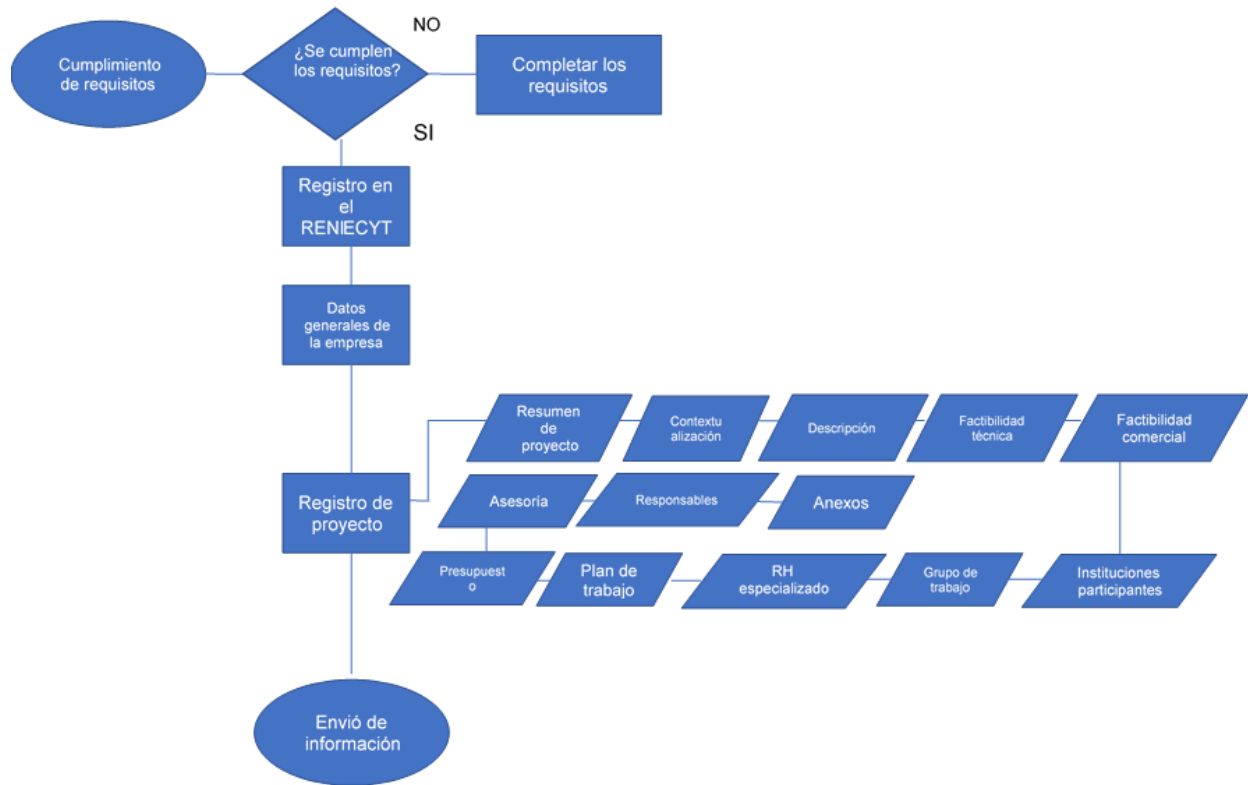 Cumplimiento
de requisitos
¿Se cumplen
los requisitos?
NO
Completar los
requisitos
SI
Registro en
el
RENIECYT
Datos
generales de
la empresa
Registro de
proyecto
Resumen
de
proyecto
Contextu
alización
Descripción
Factibilidad
técnica
Factibilidad
comercial
Instituciones
participantes
Grupo de
trabajo
RH
especializado
Plan de
trabajo
Presupuest
o
Asesoría
Responsables
Anexos
Envió de
información